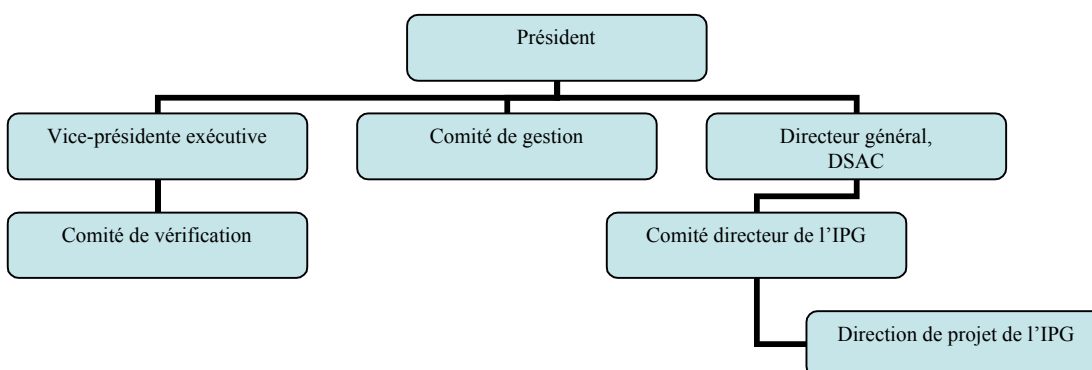 Président
Vice-présidente exécutive
Comité de gestion
Directeur général,
DSAC
Comité de vérification
Comité directeur de l’IPG
Direction de projet de l’IPG